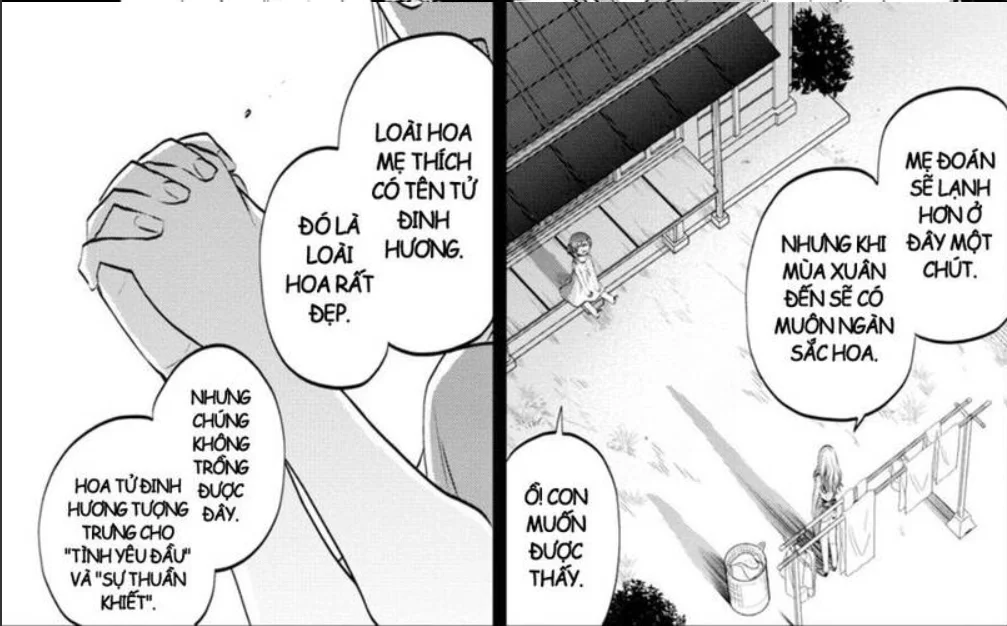 MẸ ĐOÁN
SẼ LẠNH
HƠN Ở
ĐÂY MỘT
CHÚT.
NHƯNG KHI
MÙA XUÂN
ĐẾN SẼ CÓ
MUÔN NGÀN
SẮC HOA.
Ồ! CON
MUỐN
ĐƯỢC
THẤY.
LOÀI HOA
MẸ THÍCH
CÓ TÊN TỬ
ĐINH
HƯƠNG.
ĐÓ LÀ
LOÀI
HOA RẤT
ĐẸP.
NHƯNG
CHÚNG
KHÔNG
TRỒNG
ĐƯỢC
ĐÂY.
HOA TỬ ĐINH
HƯƠNG TƯỢNG
TRƯNG CHO
"TÌNH YÊU ĐẦU"
VÀ "SỰ THUẦN
KHIẾT".